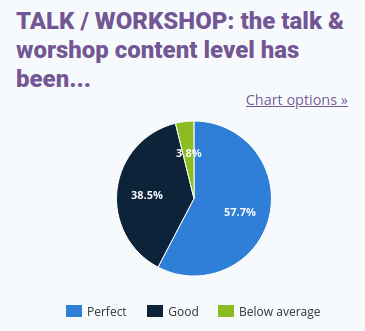 TALK / WORKSHOP: the talk &
worshop content level has
been...
Chart options »
3.8%
38.5%
57.7%
Perfect
Good
Below average